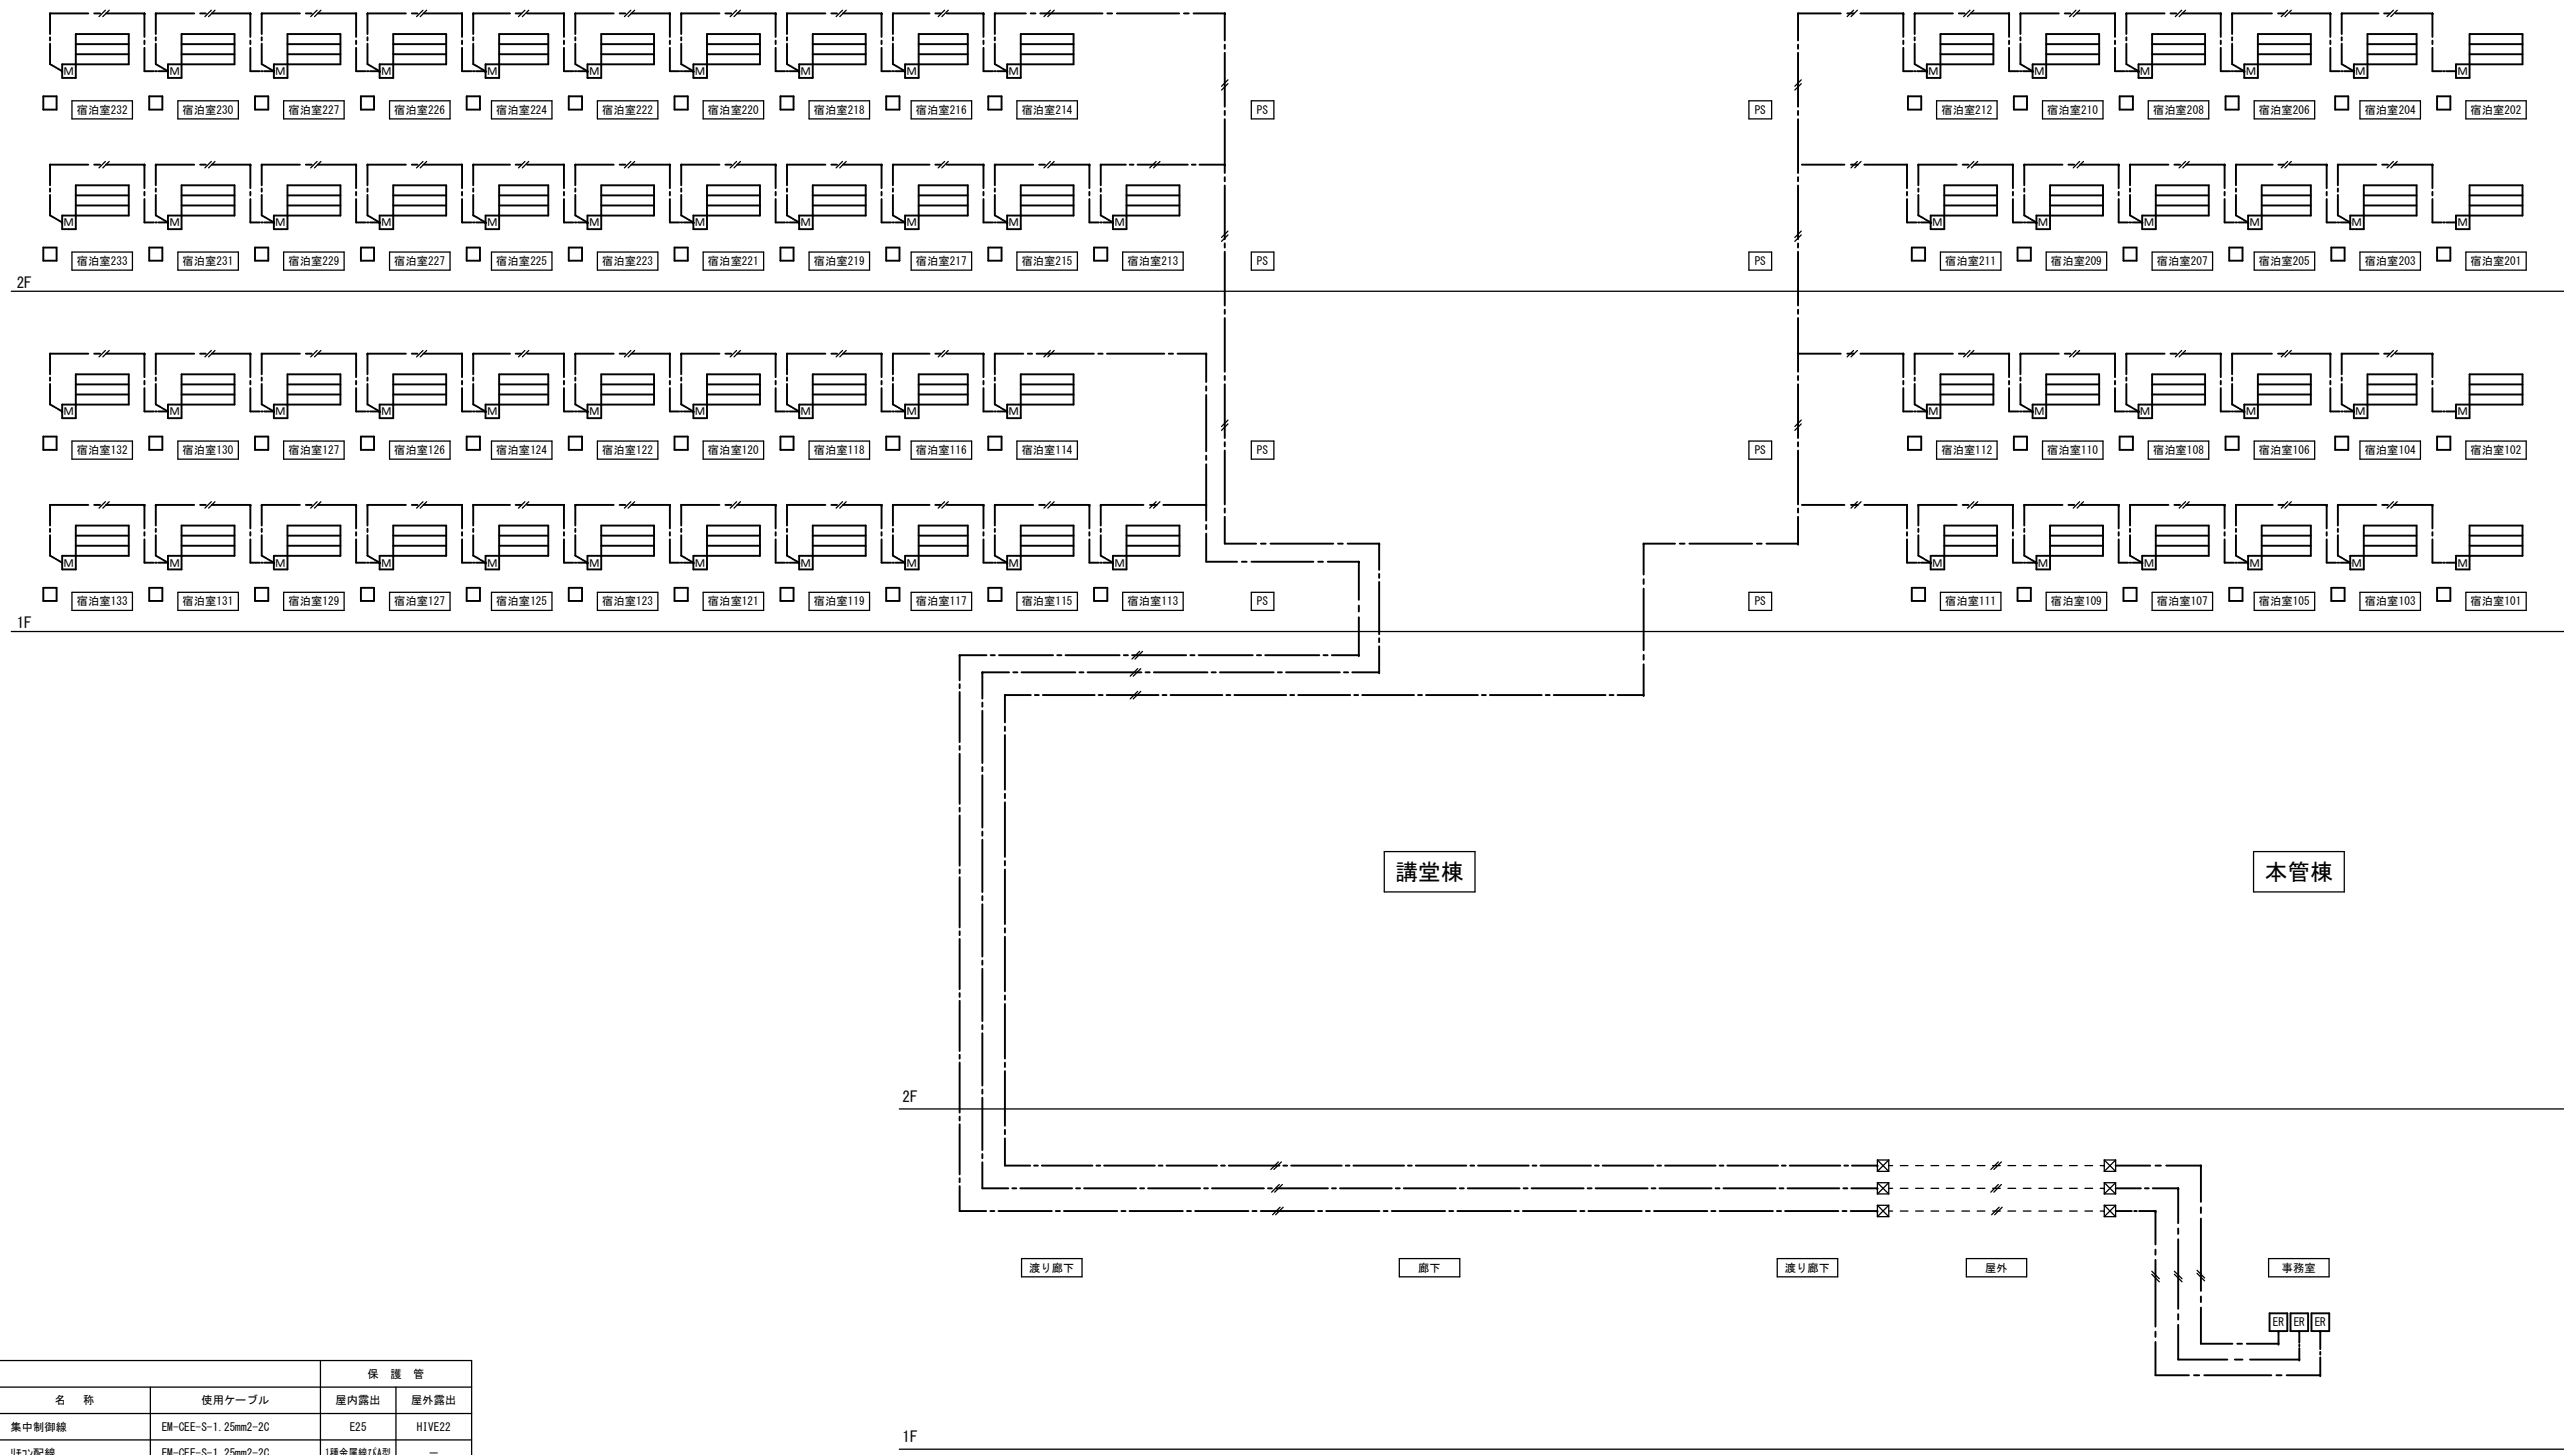 M M M M M M M M M M M M M M M M
宿泊室232 宿泊室230 宿泊室227 宿泊室226 宿泊室224 宿泊室222 宿泊室220 宿泊室218 宿泊室216 宿泊室214 PS PS 宿泊室212 宿泊室210 宿泊室208 宿泊室206 宿泊室204 宿泊室202
M M M M M M M M M M M M M M M M M
宿泊室233 宿泊室231 宿泊室229 宿泊室227 宿泊室225 宿泊室223 宿泊室221 宿泊室219 宿泊室217 宿泊室215 宿泊室213 PS PS 宿泊室211 宿泊室209 宿泊室207 宿泊室205 宿泊室203 宿泊室201
2F
M M M M M M M M M M M M M M M M
宿泊室132 宿泊室130 宿泊室127 宿泊室126 宿泊室124 宿泊室122 宿泊室120 宿泊室118 宿泊室116 宿泊室114 PS PS 宿泊室112 宿泊室110 宿泊室108 宿泊室106 宿泊室104 宿泊室102
M M M M M M M M M M M M M M M M M
宿泊室133 宿泊室131 宿泊室129 宿泊室127 宿泊室125 宿泊室123 宿泊室121 宿泊室119 宿泊室117 宿泊室115 宿泊室113 PS PS 宿泊室111 宿泊室109 宿泊室107 宿泊室105 宿泊室103 宿泊室101
1F
講堂棟 本管棟
2F
渡り廊下 廊下 渡り廊下 屋外 事務室
ER ER ER
保 護 管
名 称 使用ケーブル 屋内露出 屋外露出
集中制御線 EM-CEE-S-1.25mm2-2C E25 HIVE22
ﾘﾓｺﾝ配線 EM-CEE-S-1.25mm2-2C 1種金属線ぴA型 －
1F